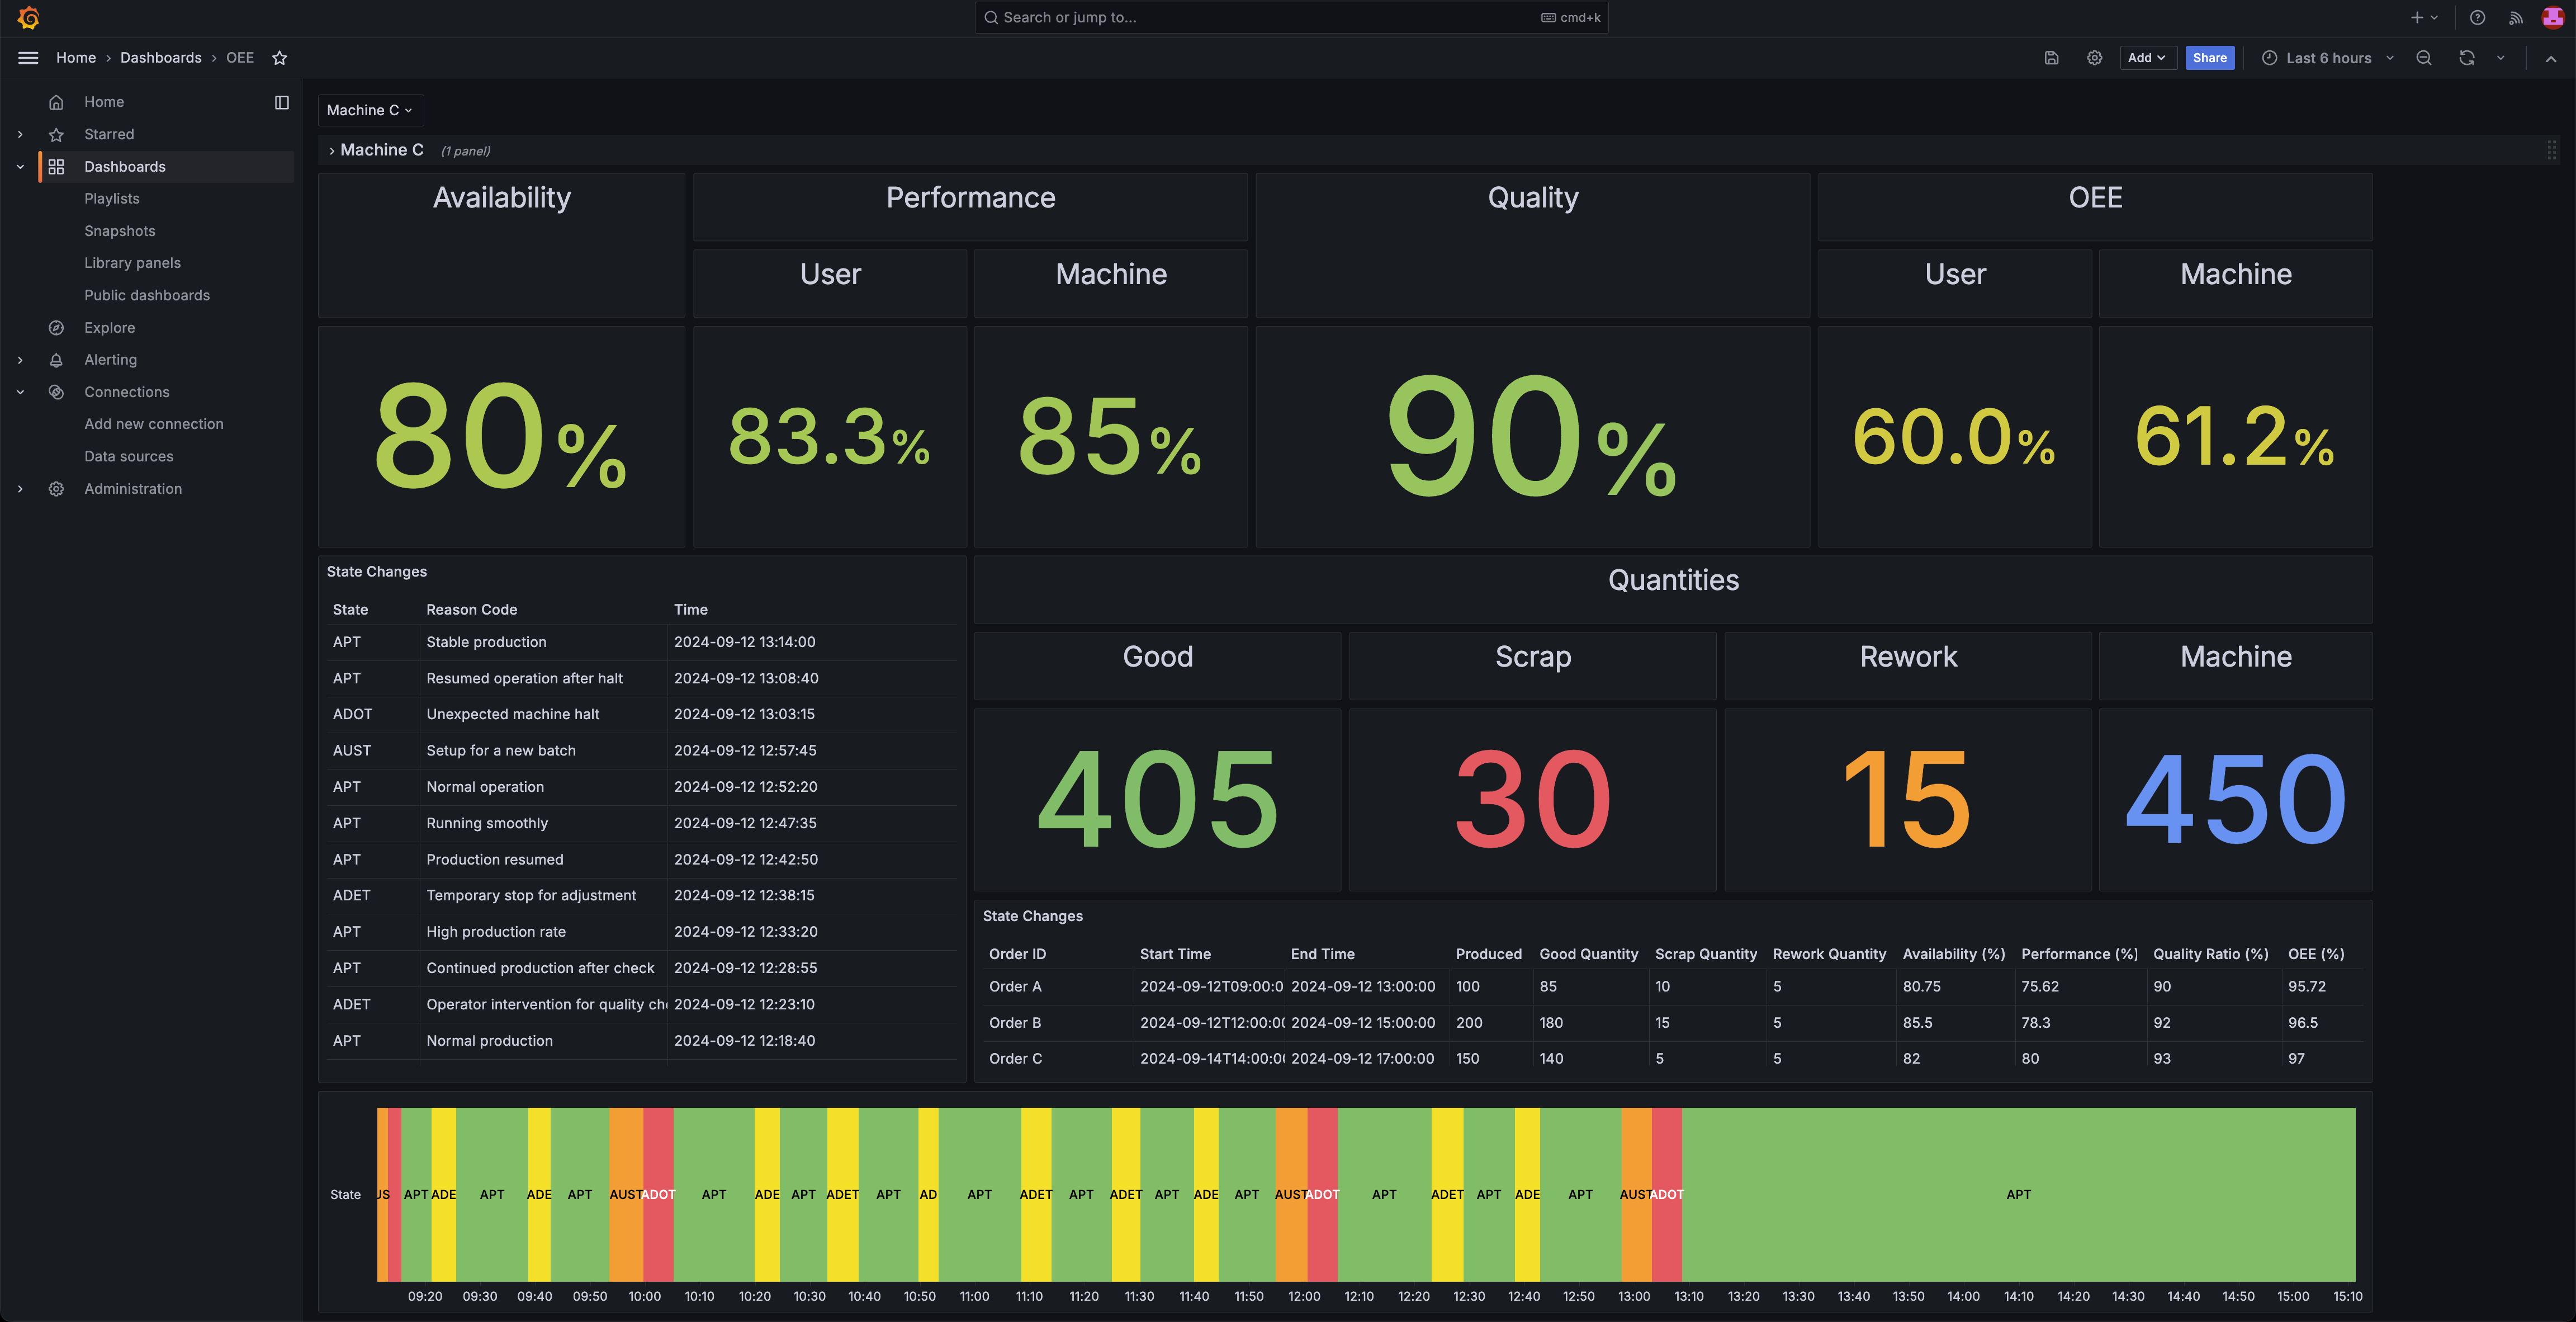 Search or jump to... cmd+k
Home › Dashboards › OEE Add Share Last 6 hours
Home
Starred
Dashboards
Playlists
Snapshots
Library panels
Public dashboards
Explore
Alerting
Connections
Add new connection
Data sources
Administration
Machine C
Machine C (1 panel)
Availability Performance Quality OEE
User Machine User Machine
80% 83.3% 85% 90% 60.0% 61.2%
State Changes
State Reason Code Time
APT Stable production 2024-09-12 13:14:00
APT Resumed operation after halt 2024-09-12 13:08:40
ADOT Unexpected machine halt 2024-09-12 13:03:15
AUST Setup for a new batch 2024-09-12 12:57:45
APT Normal operation 2024-09-12 12:52:20
APT Running smoothly 2024-09-12 12:47:35
APT Production resumed 2024-09-12 12:42:50
ADET Temporary stop for adjustment 2024-09-12 12:38:15
APT High production rate 2024-09-12 12:33:20
APT Continued production after check 2024-09-12 12:28:55
ADET Operator intervention for quality che 2024-09-12 12:23:10
APT Normal production 2024-09-12 12:18:40
Quantities
Good Scrap Rework Machine
405 30 15 450
State Changes
Order ID Start Time End Time Produced Good Quantity Scrap Quantity Rework Quantity Availability (%) Performance (%) Quality Ratio (%) OEE (%)
Order A 2024-09-12T09:00:0 2024-09-12 13:00:00 100 85 10 5 80.75 75.62 90 95.72
Order B 2024-09-12T12:00:00 2024-09-12 15:00:00 200 180 15 5 85.5 78.3 92 96.5
Order C 2024-09-14T14:00:00 2024-09-12 17:00:00 150 140 5 5 82 80 93 97
State US APT ADE APT ADE APT AUST ADOT APT ADE APT ADET APT AD APT ADET APT ADET APT ADE APT AUST ADOT APT ADET APT ADE APT AUST ADOT APT
09:20 09:30 09:40 09:50 10:00 10:10 10:20 10:30 10:40 10:50 11:00 11:10 11:20 11:30 11:40 11:50 12:00 12:10 12:20 12:30 12:40 12:50 13:00 13:10 13:20 13:30 13:40 13:50 14:00 14:10 14:20 14:30 14:40 14:50 15:00 15:10